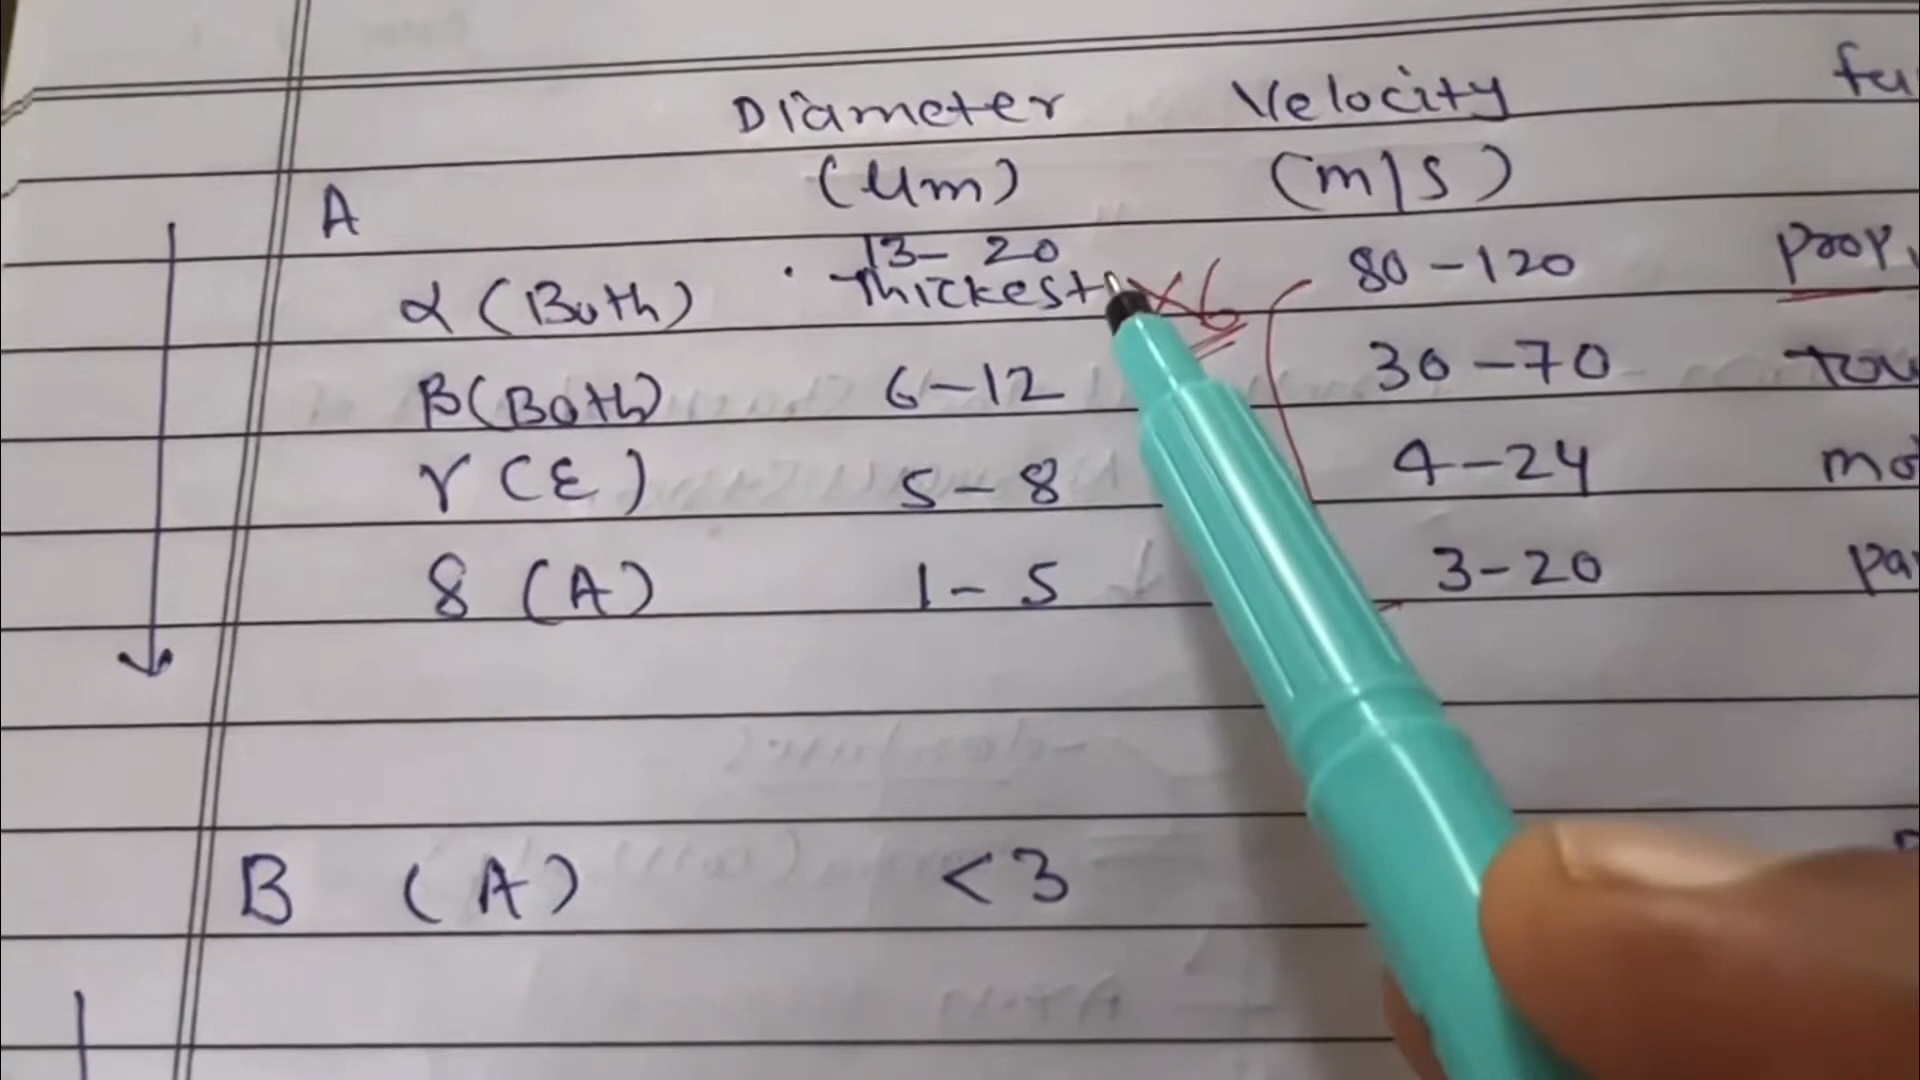 Diameter Velocity
(μm) (m/s)
A
13-20
α (Both) Thickest ×6 80-120
β (Both) 6-12 30-70
γ (E) 5-8 4-24
δ (A) 1-5 3-20
B (A) <3